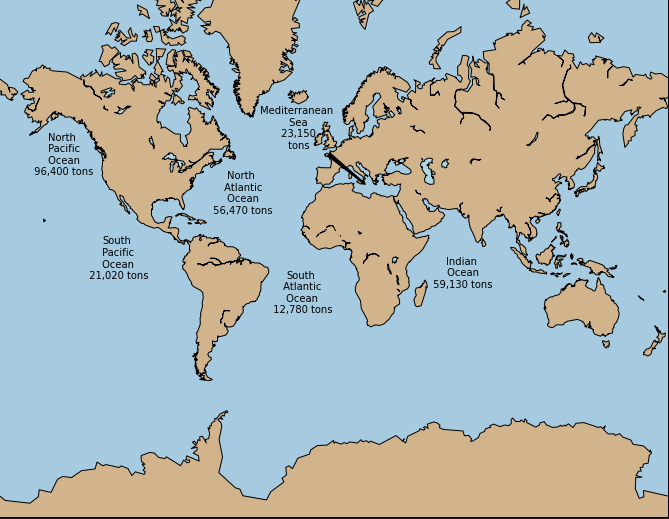 Mediterranean
Sea
23,150
tons
North
Pacific
Ocean
96,400 tons
North
Atlantic
Ocean
56,470 tons
South
Pacific
Ocean
21,020 tons
South
Atlantic
Ocean
12,780 tons
Indian
Ocean
59,130 tons